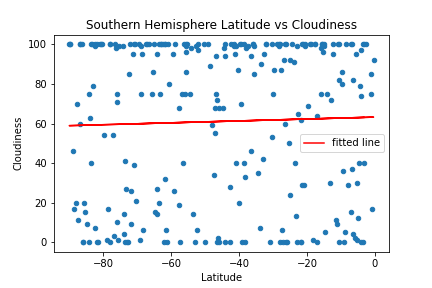 Southern Hemisphere Latitude vs Cloudiness
100
80
60
40
20
0
Cloudiness
fitted line
−80 −60 −40 −20 0
Latitude